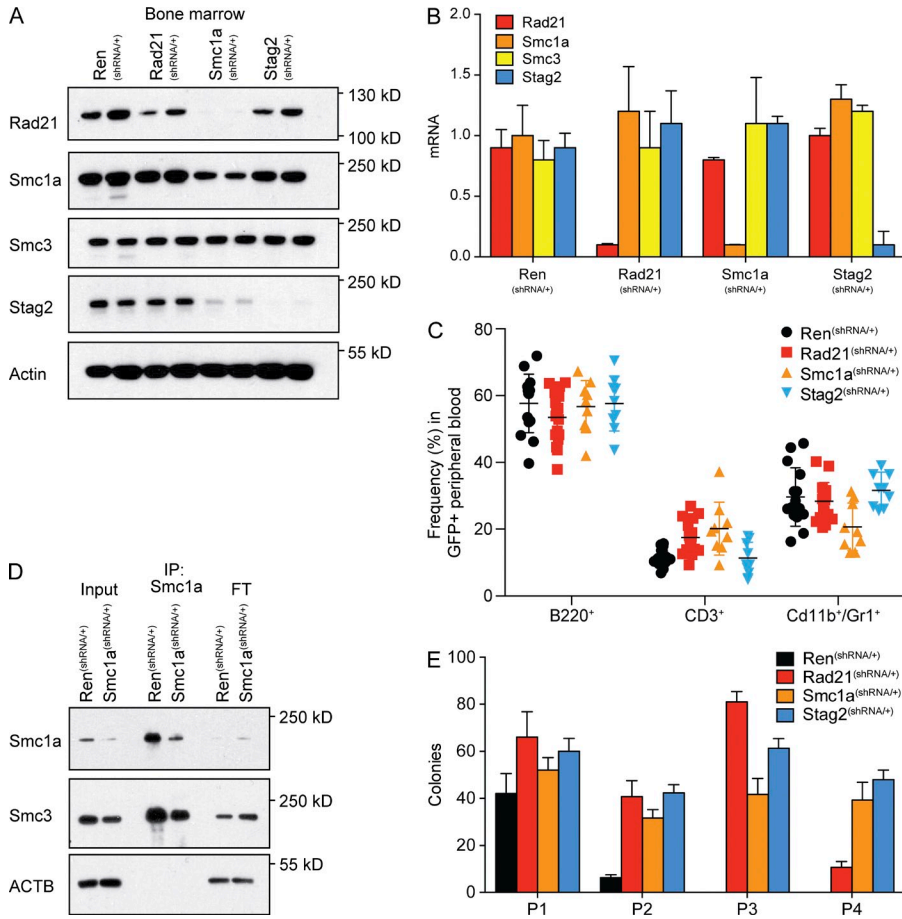 A
Bone marrow
Ren (shRNA/+)
Rad21 (shRNA/+)
Smc1a (shRNA/+)
Stag2 (shRNA/+)
Rad21
130 kD
100 kD
Smc1a
250 kD
Smc3
250 kD
Stag2
250 kD
Actin
55 kD
B
mRNA
2.0
1.5
1.0
0.5
0.0
Rad21
Smc1a
Smc3
Stag2
Ren (shRNA/+)
Rad21 (shRNA/+)
Smc1a (shRNA/+)
Stag2 (shRNA/+)
C
Frequency (%) in
GFP+ peripheral blood
80
60
40
20
0
Ren(shRNA/+)
Rad21(shRNA/+)
Smc1a(shRNA/+)
Stag2(shRNA/+)
B220+
CD3+
Cd11b+/Gr1+
D
Input
IP:
Smc1a
FT
Ren(shRNA/+)
Smc1a(shRNA/+)
Ren(shRNA/+)
Smc1a(shRNA/+)
Ren(shRNA/+)
Smc1a(shRNA/+)
Smc1a
250 kD
Smc3
250 kD
ACTB
55 kD
E
Colonies
100
80
60
40
20
0
Ren(shRNA/+)
Rad21(shRNA/+)
Smc1a(shRNA/+)
Stag2(shRNA/+)
P1
P2
P3
P4